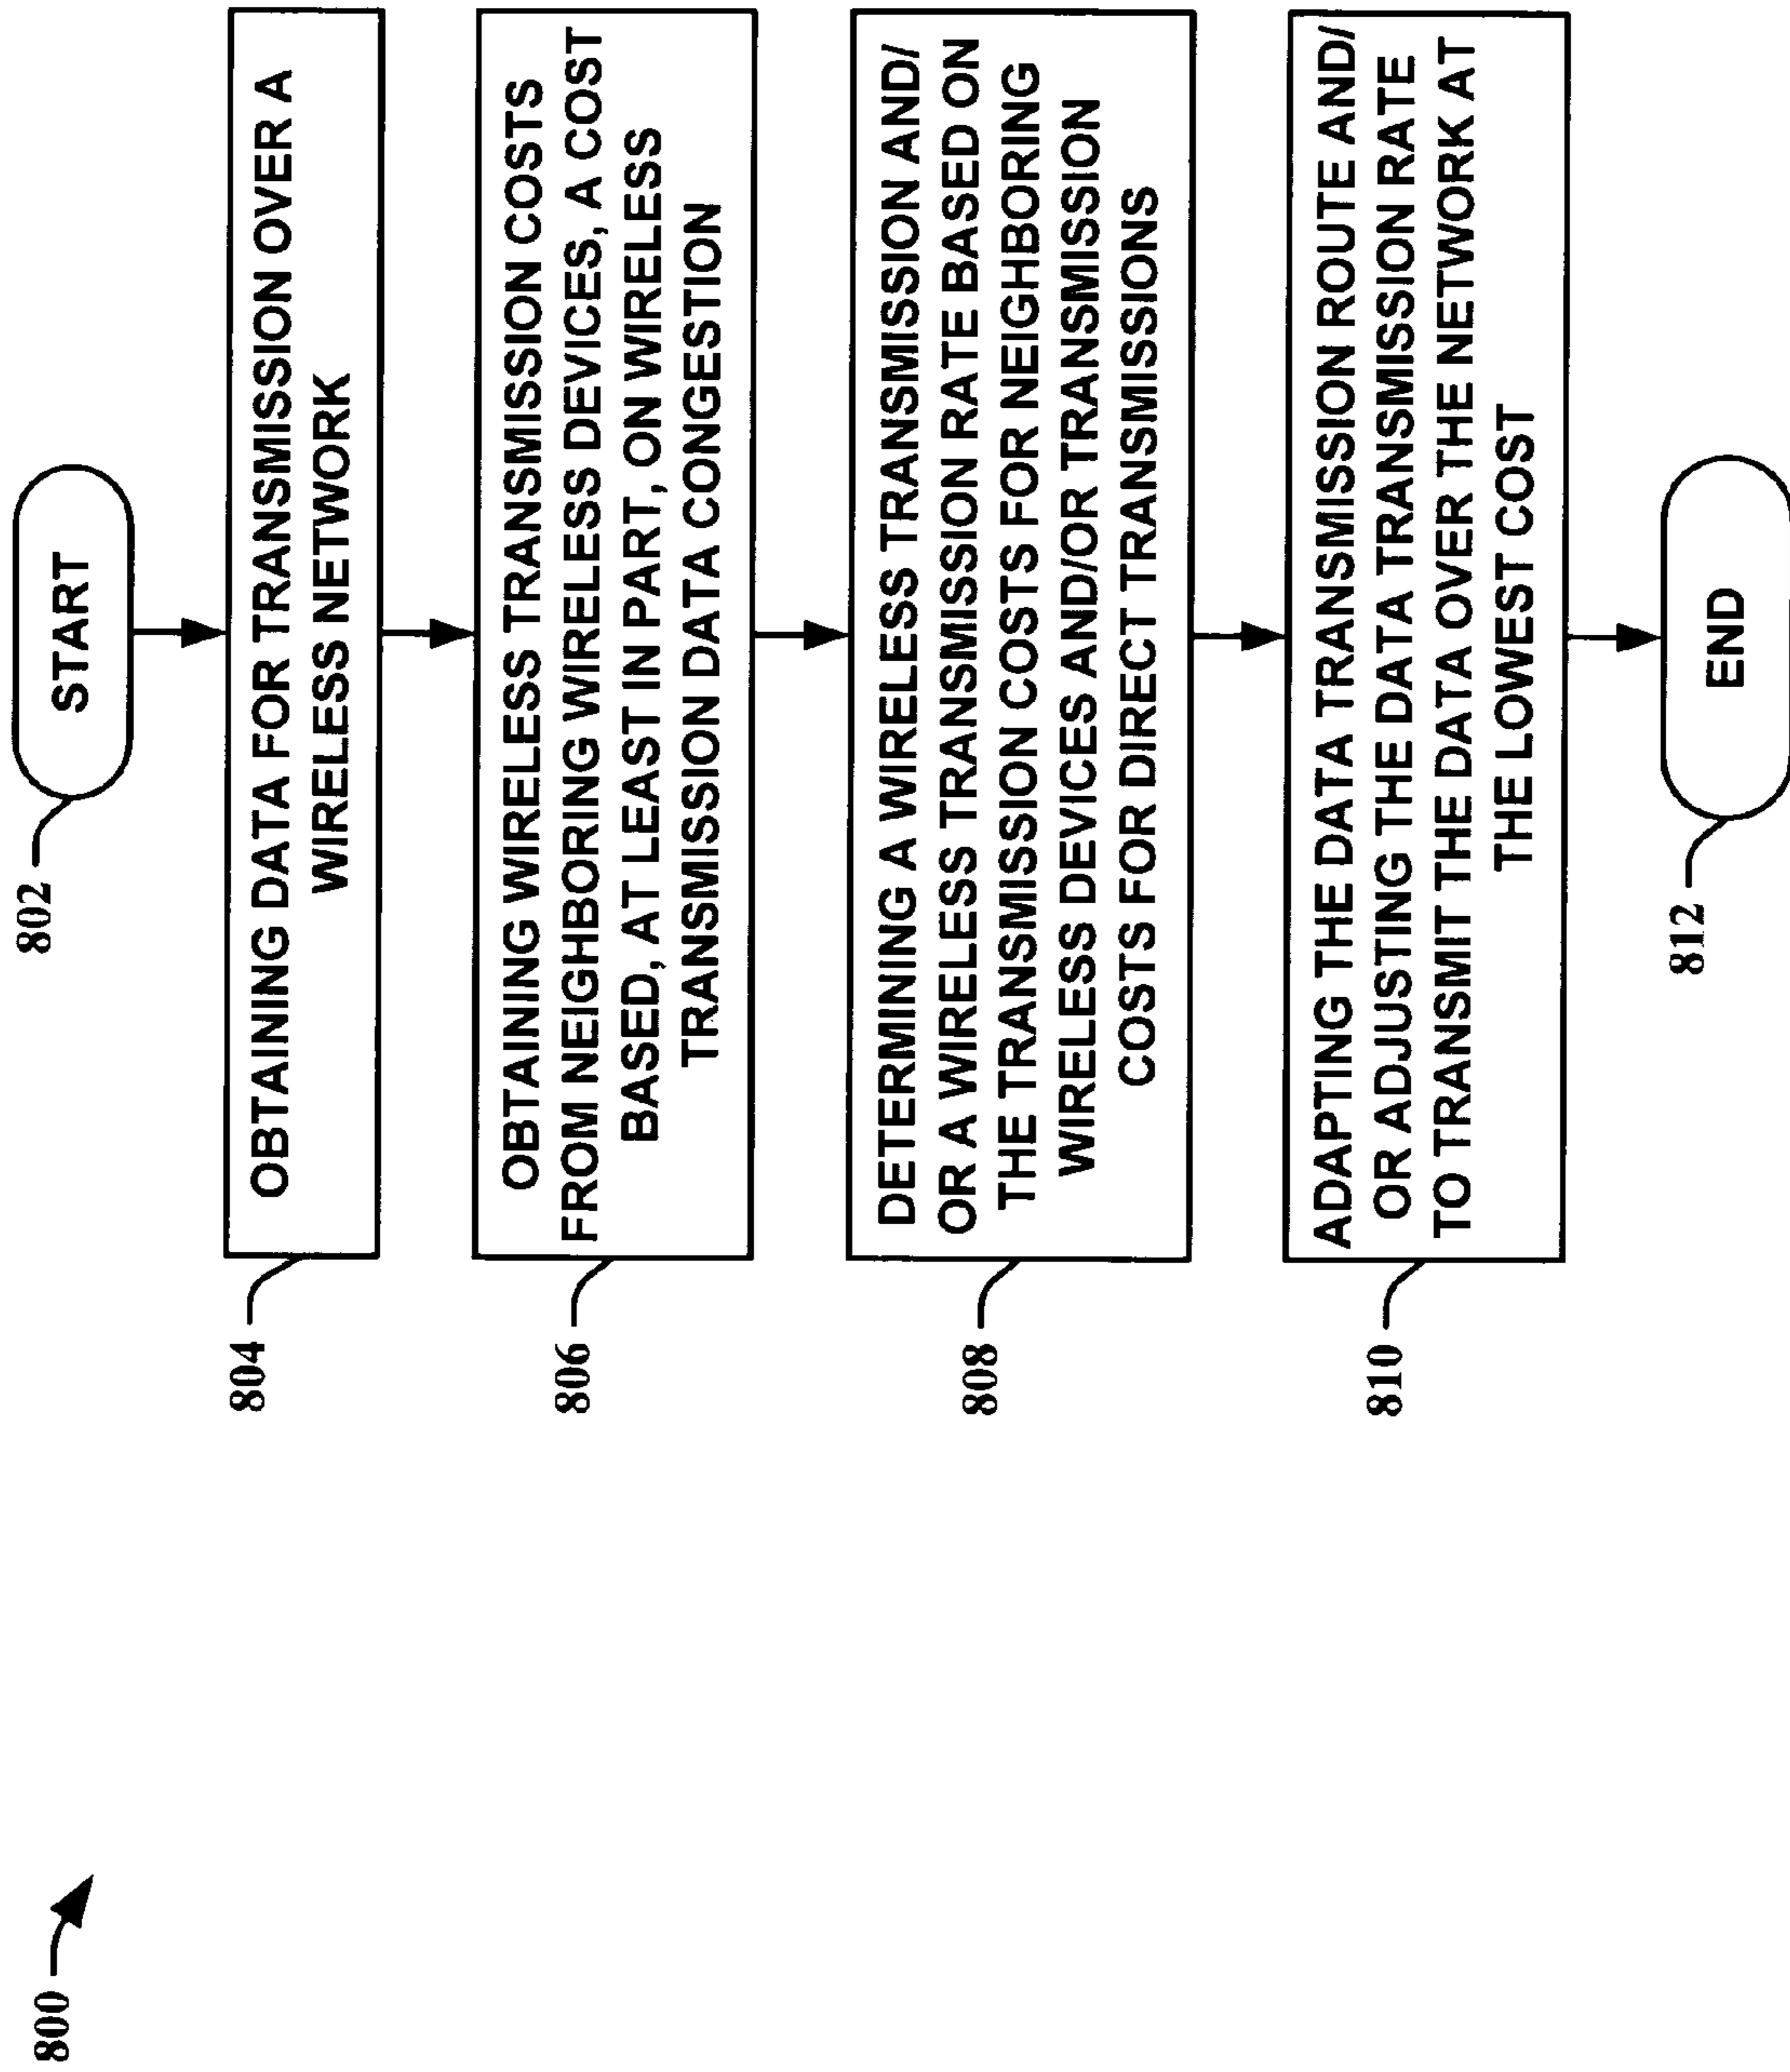 800
802
START
804
OBTAINING DATA FOR TRANSMISSION OVER A
WIRELESS NETWORK
806
OBTAINING WIRELESS TRANSMISSION COSTS
FROM NEIGHBORING WIRELESS DEVICES, A COST
BASED, AT LEAST IN PART, ON WIRELESS
TRANSMISSION DATA CONGESTION
808
DETERMINING A WIRELESS TRANSMISSION AND/
OR A WIRELESS TRANSMISSION RATE BASED ON
THE TRANSMISSION COSTS FOR NEIGHBORING
WIRELESS DEVICES AND/OR TRANSMISSION
COSTS FOR DIRECT TRANSMISSIONS
810
ADAPTING THE DATA TRANSMISSION ROUTE AND/
OR ADJUSTING THE DATA TRANSMISSION RATE
TO TRANSMIT THE DATA OVER THE NETWORK AT
THE LOWEST COST
812
END